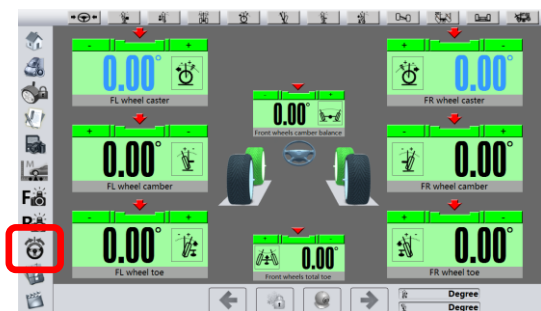 - +
0.00°
FL wheel caster
- +
0.00°
FR wheel caster
- +
0.00°
Front wheels camber balance
+ -
0.00°
FL wheel camber
+ -
0.00°
FR wheel camber
M
F
R
- +
0.00°
FL wheel toe
+ -
0.00°
Front wheels total toe
- +
0.00°
FR wheel toe
Degree
Degree